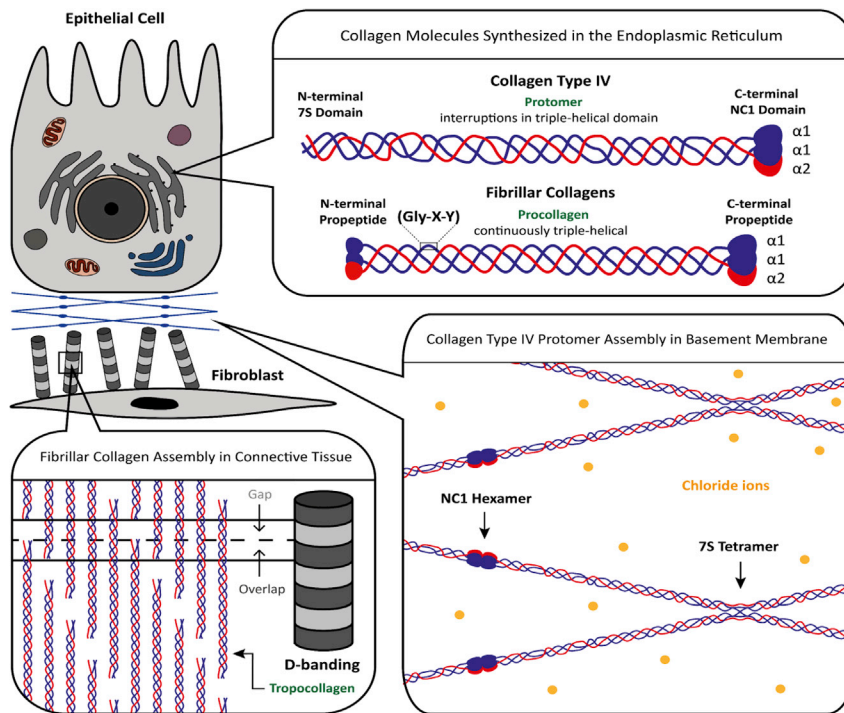 Epithelial Cell
Collagen Molecules Synthesized in the Endoplasmic Reticulum
Collagen Type IV
N-terminal
7S Domain
Protomer
interruptions in triple-helical domain
C-terminal
NC1 Domain
α1
α1
α2
Fibrillar Collagens
N-terminal
Propeptide
(Gly-X-Y)
Procollagen
continuously triple-helical
C-terminal
Propeptide
α1
α1
α2
Fibroblast
Collagen Type IV Protomer Assembly in Basement Membrane
Chloride ions
NC1 Hexamer
7S Tetramer
Fibrillar Collagen Assembly in Connective Tissue
Gap
Overlap
D-banding
Tropocollagen